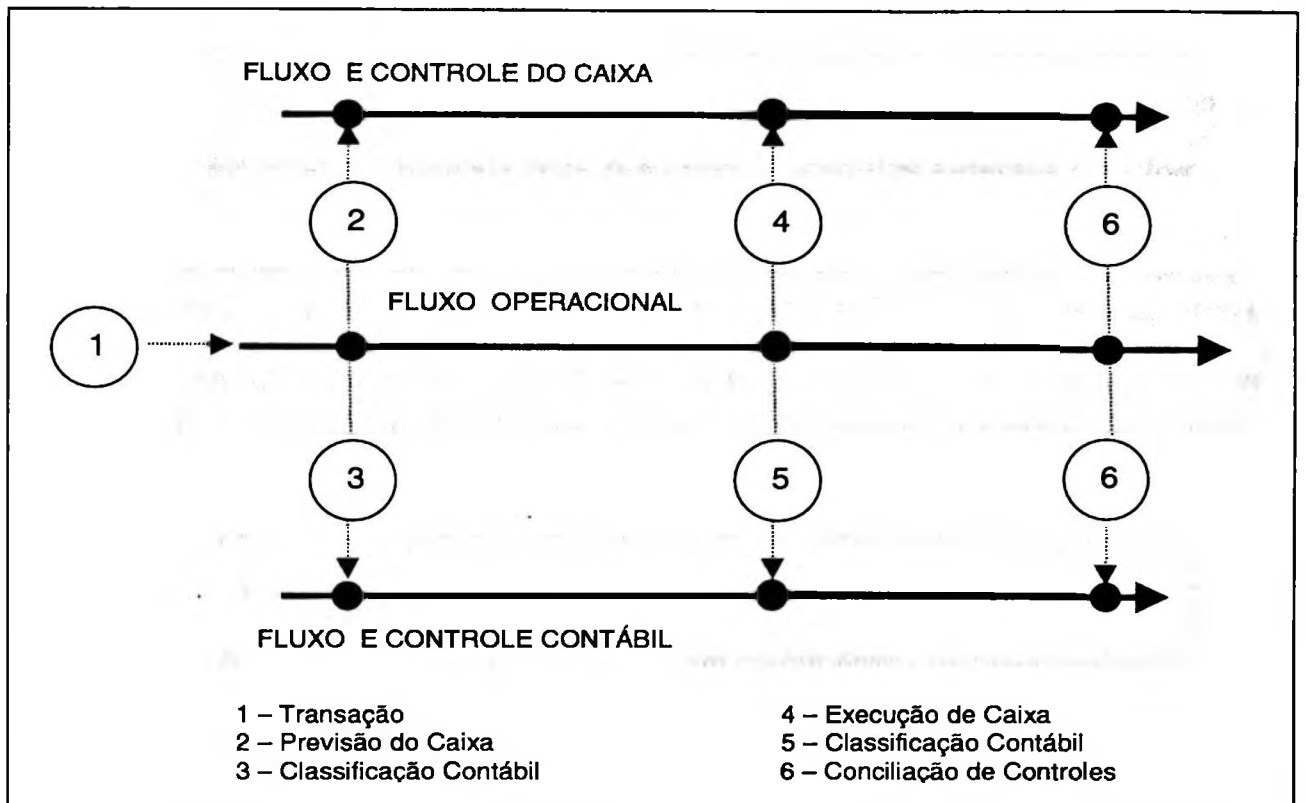 FLUXO E CONTROLE DO CAIXA
2
4
6
FLUXO OPERACIONAL
1
3
5
6
FLUXO E CONTROLE CONTÁBIL
1 – Transação
2 – Previsão do Caixa
3 – Classificação Contábil
4 – Execução de Caixa
5 – Classificação Contábil
6 – Conciliação de Controles